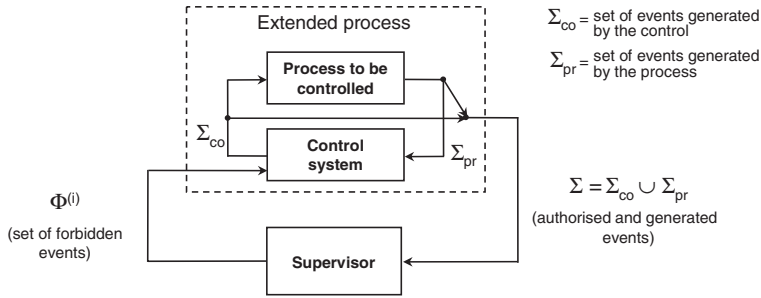 Extended process
Σco = set of events generated
by the control
Σpr = set of events generated
by the process
Process to be
controlled
Σco
Control
system
Σpr
Φ(i)
(set of forbidden
events)
Σ = Σco ∪ Σpr
(authorised and generated
events)
Supervisor